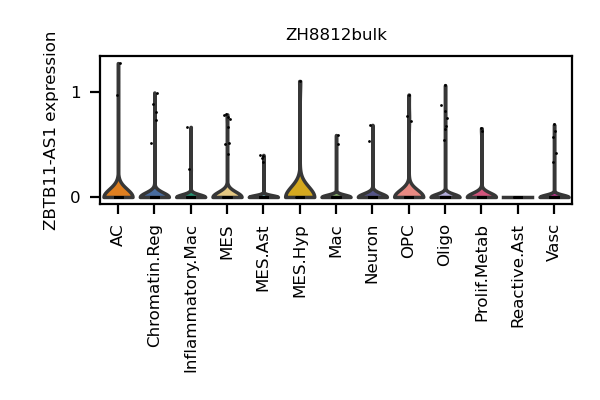 ZH8812bulk
ZBTB11-AS1 expression
1
0
AC
Chromatin.Reg
Inflammatory.Mac
MES
MES.Ast
MES.Hyp
Mac
Neuron
OPC
Oligo
Prolif.Metab
Reactive.Ast
Vasc